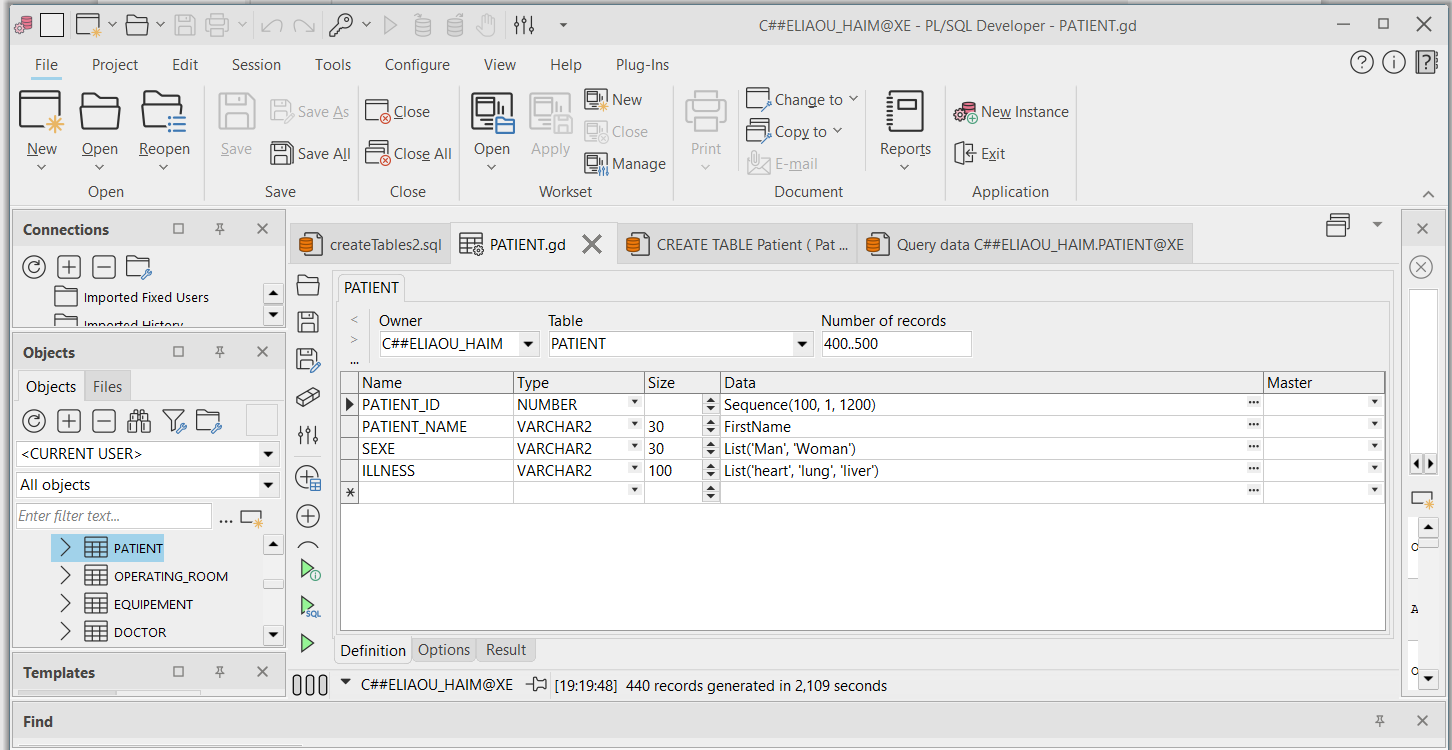 C##ELIAOU_HAIM@XE - PL/SQL Developer - PATIENT.gd
File Project Edit Session Tools Configure View Help Plug-Ins
New Open Reopen
Open
Save Save As Save All
Save
Close Close All
Close
Open Apply New Close Manage
Workset
Print Change to Copy to E-mail
Document
Reports
New Instance
Exit
Application
Connections
Imported Fixed Users
Imported History
Objects
Objects Files
<CURRENT USER>
All objects
Enter filter text... ...
PATIENT
OPERATING_ROOM
EQUIPEMENT
DOCTOR
Templates
createTables2.sql PATIENT.gd CREATE TABLE Patient ( Pat ... Query data C##ELIAOU_HAIM.PATIENT@XE
PATIENT
< > ...
Owner Table Number of records
C##ELIAOU_HAIM PATIENT 400..500
Name Type Size Data Master
PATIENT_ID NUMBER Sequence(100, 1, 1200) ...
PATIENT_NAME VARCHAR2 30 FirstName ...
SEXE VARCHAR2 30 List('Man', 'Woman') ...
ILLNESS VARCHAR2 100 List('heart', 'lung', 'liver') ...
* ...
SQL
Definition Options Result
C##ELIAOU_HAIM@XE [19:19:48] 440 records generated in 2,109 seconds
A
Find